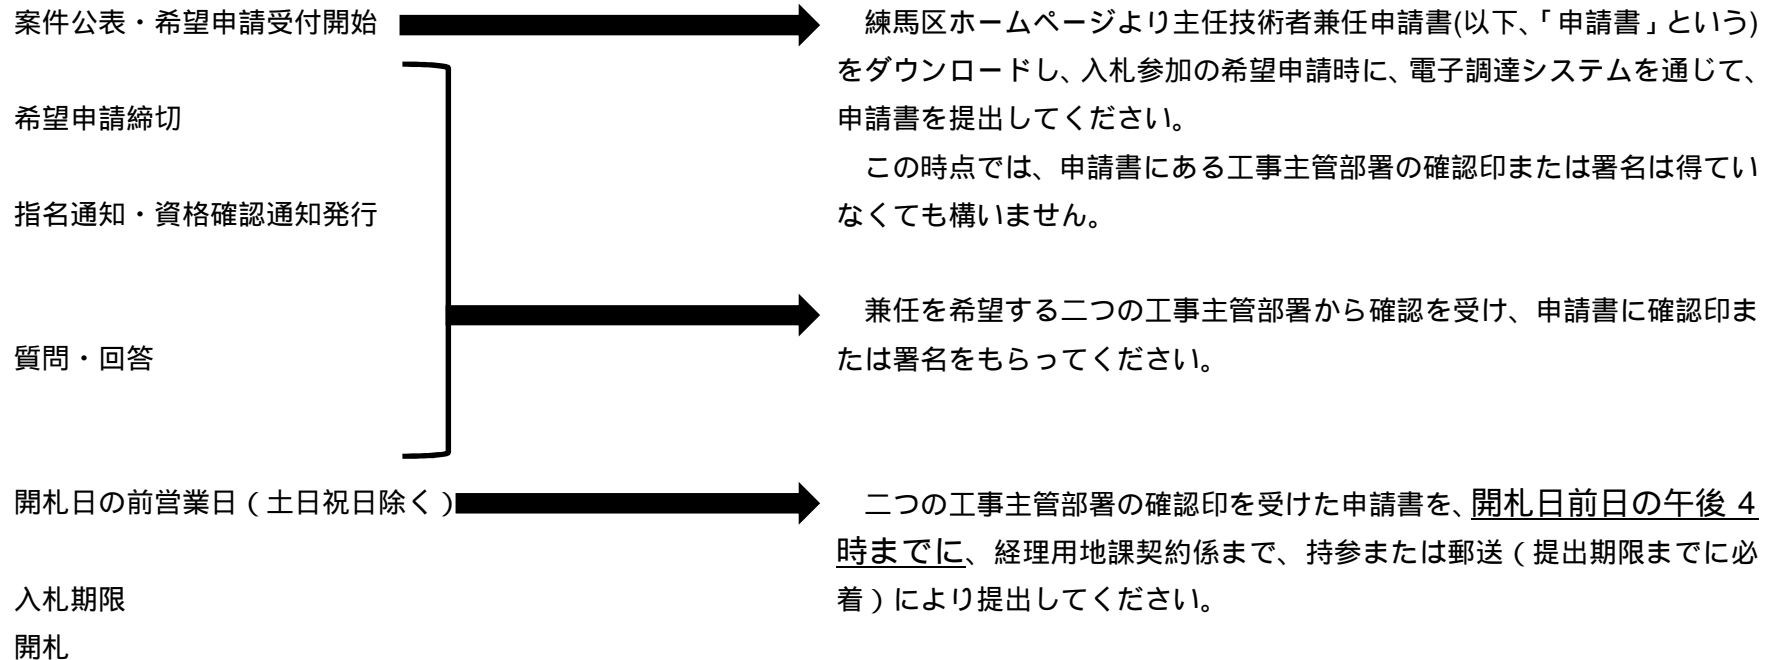 案件公表・希望申請受付開始
希望申請締切
指名通知・資格確認通知発行
質問・回答
開札日の前営業日（土日祝日除く）
入札期限
開札
練馬区ホームページより主任技術者兼任申請書(以下、「申請書」という)
をダウンロードし、入札参加の希望申請時に、電子調達システムを通じて、
申請書を提出してください。
この時点では、申請書にある工事主管部署の確認印または署名は得てい
なくても構いません。
兼任を希望する二つの工事主管部署から確認を受け、申請書に確認印ま
たは署名をもらってください。
二つの工事主管部署の確認印を受けた申請書を、開札日前日の午後４
時までに、経理用地課契約係まで、持参または郵送（提出期限までに必
着）により提出してください。